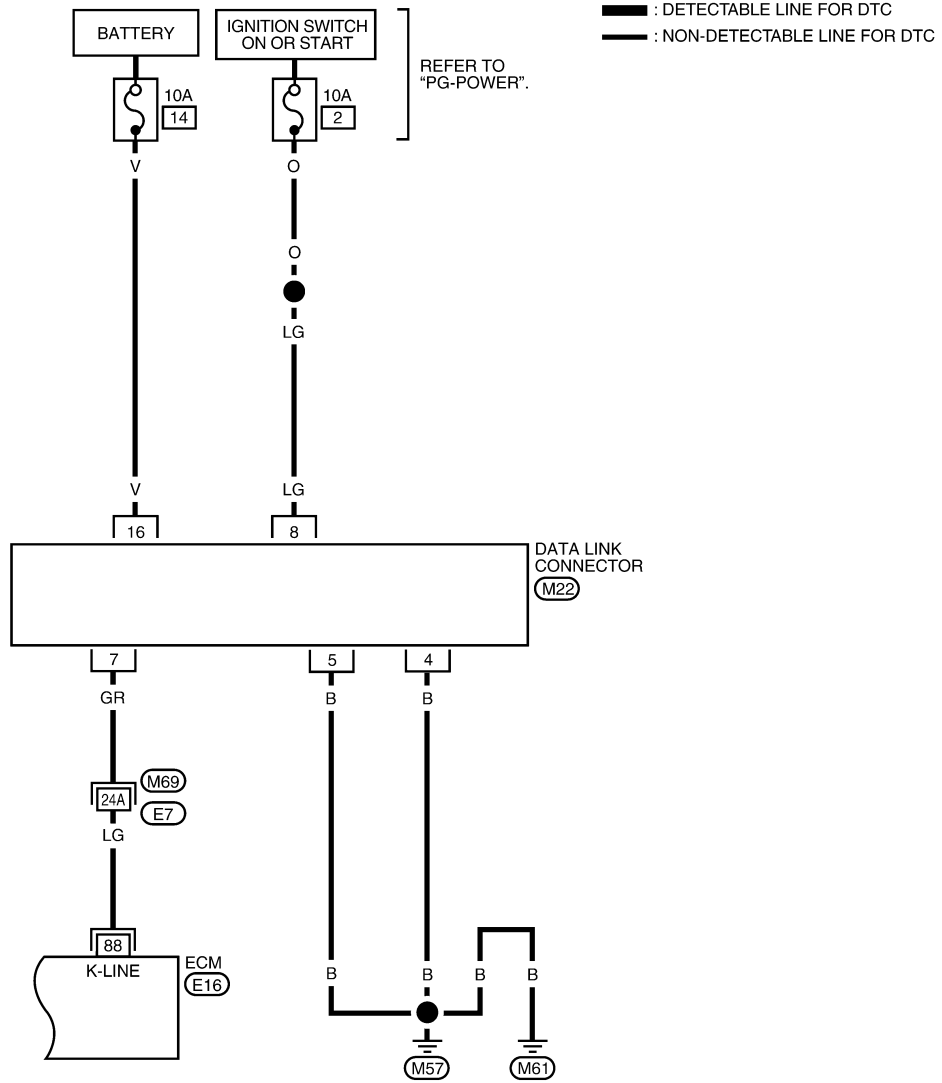 BATTERY
IGNITION SWITCH
ON OR START
: DETECTABLE LINE FOR DTC
: NON-DETECTABLE LINE FOR DTC
REFER TO
“PG-POWER”.
10A
14
10A
2
V
O
O
LG
V
LG
16
8
DATA LINK
CONNECTOR
M22
7
5
4
GR
B
B
M69
24A
E7
LG
88
K-LINE
ECM
E16
B
B
B
B
M57
M61